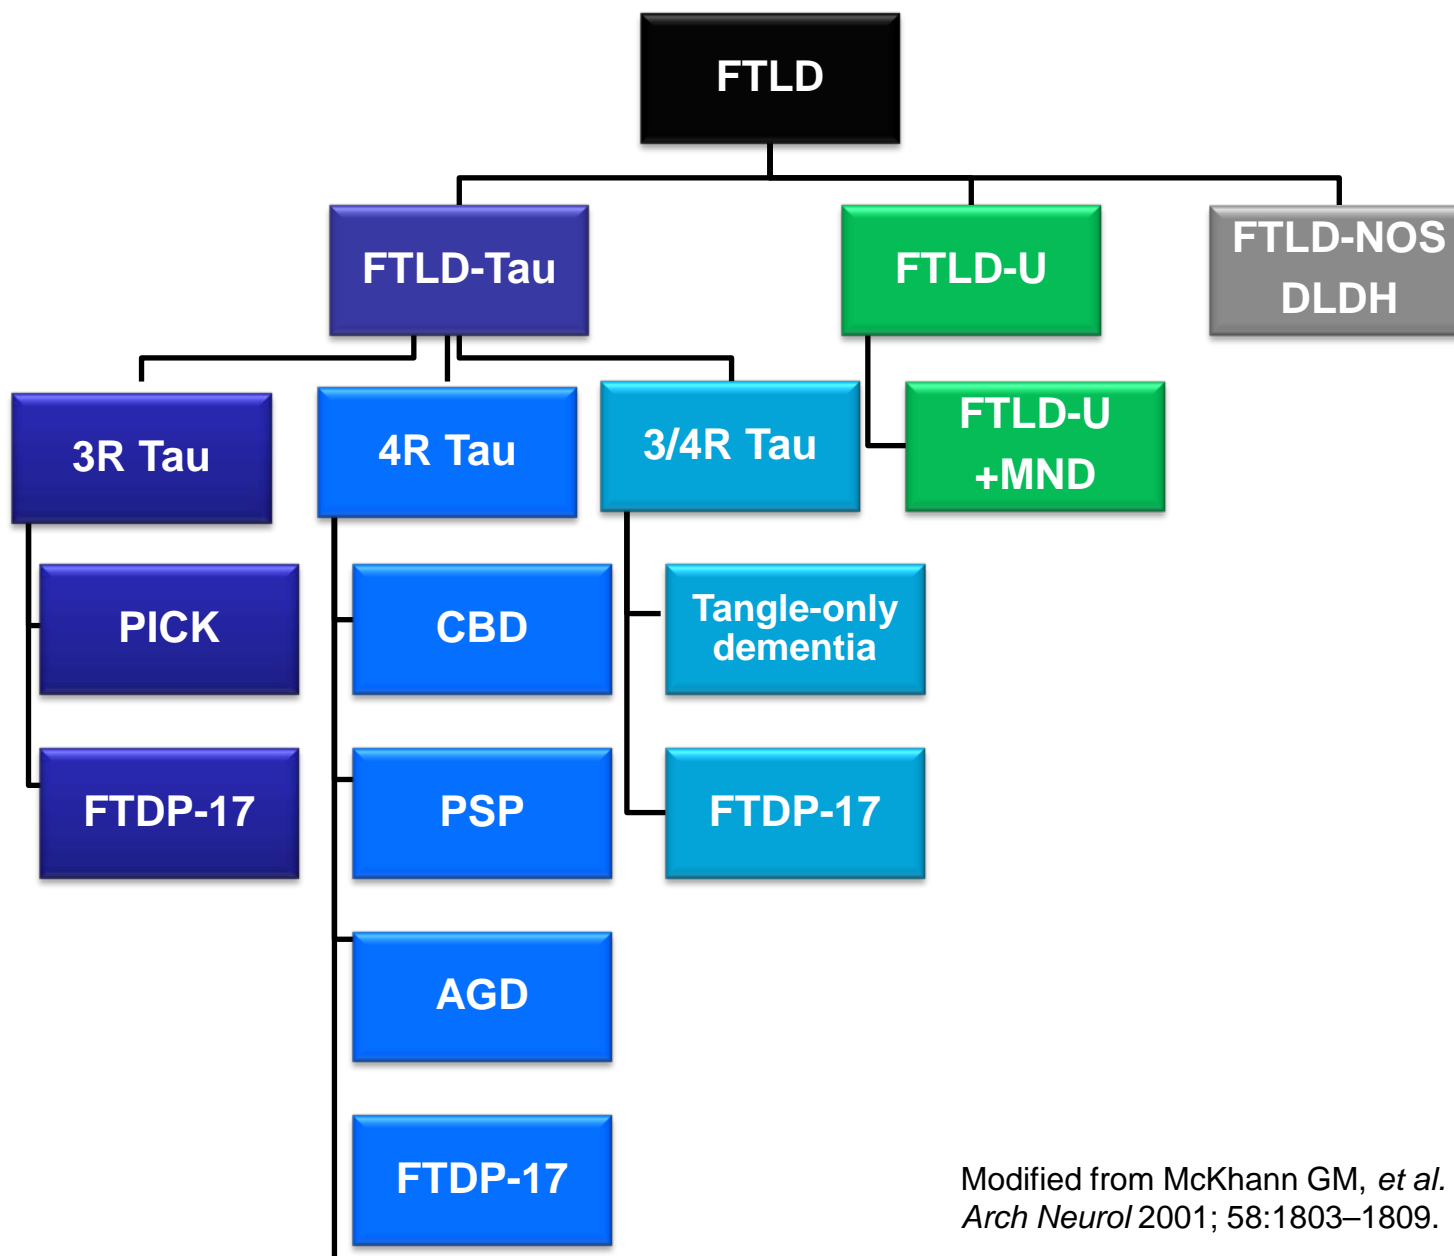 FTLD
FTLD-Tau
FTLD-U
FTLD-NOS
DLDH
3R Tau
4R Tau
3/4R Tau
FTLD-U
+MND
PICK
CBD
Tangle-only
dementia
FTDP-17
PSP
FTDP-17
AGD
FTDP-17
Modified from McKhann GM, et al.
Arch Neurol 2001; 58:1803–1809.